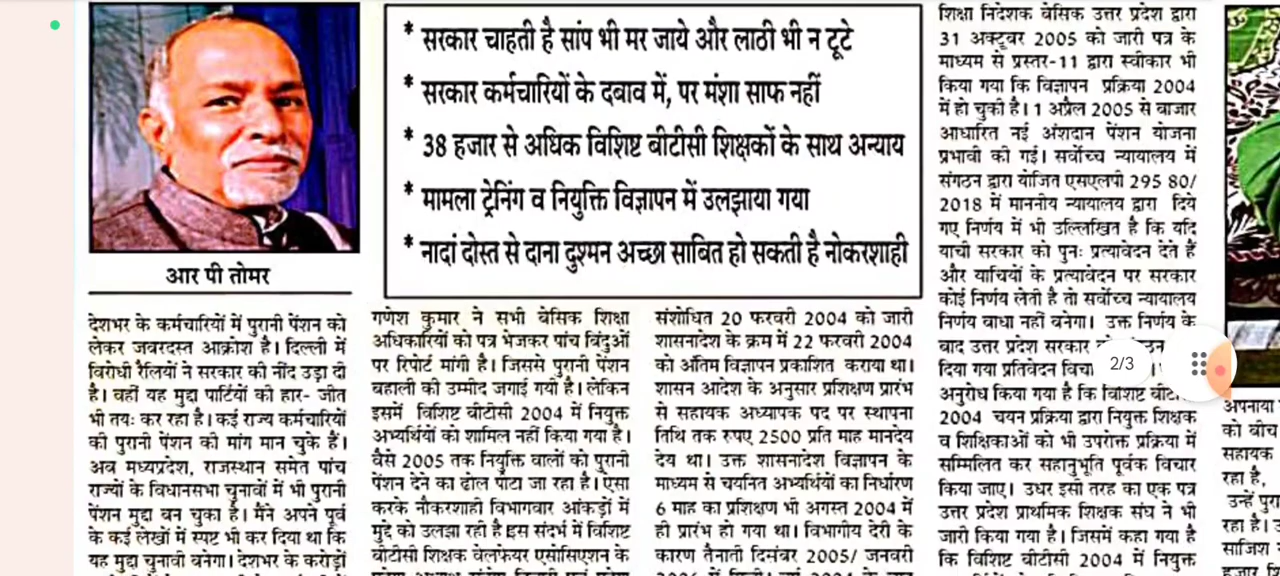 * सरकार चाहती है सांप भी मर जाये और लाठी भी न टूटे
* सरकार कर्मचारियों के दबाव में, पर मंशा साफ नहीं
* 38 हजार से अधिक विशिष्ट बीटीसी शिक्षकों के साथ अन्याय
* मामला ट्रेनिंग व नियुक्ति विज्ञापन में उलझाया गया
* नादां दोस्त से दाना दुश्मन अच्छा साबित हो सकती है नोकरशाही
आर पी तोमर
देशभर के कर्मचारियों में पुरानी पेंशन को
लेकर जबरदस्त आक्रोश है। दिल्ली में
विरोधी रैलियों ने सरकार की नींद उड़ा दी
है। वहीं यह मुद्दा पार्टियों की हार- जीत
भी तयः कर रहा है। कई राज्य कर्मचारियों
की पुरानी पेंशन की मांग मान चुके हैं।
अब मध्यप्रदेश, राजस्थान समेत पांच
राज्यों के विधानसभा चुनावों में भी पुरानी
पेंशन मुद्दा बन चुका है। मैंने अपने पूर्व
के कई लेखों में स्पष्ट भी कर दिया था कि
यह मुद्दा चुनावी बनेगा। देशभर के करोड़ों
गणेश कुमार ने सभी बेसिक शिक्षा
अधिकारियों को पत्र भेजकर पांच बिंदुओं
पर रिपोर्ट मांगी है। जिससे पुरानी पेंशन
बहाली की उम्मीद जगाई गयी है। लेकिन
इसमें विशिष्ट बीटीसी 2004 में नियुक्त
अभ्यर्थियों को शामिल नहीं किया गया है।
वैसे 2005 तक नियुक्ति वालों को पुरानी
पेंशन देने का ढोल पीटा जा रहा है। ऐसा
करके नौकरशाही विभागवार आंकड़ों में
मुद्दे को उलझा रही है इस संदर्भ में विशिष्ट
बीटीसी शिक्षक वेलफेयर एसोसिएशन के
संशोधित 20 फरवरी 2004 को जारी
शासनादेश के क्रम में 22 फरवरी 2004
को अंतिम विज्ञापन प्रकाशित कराया था।
शासन आदेश के अनुसार प्रशिक्षण प्रारंभ
से सहायक अध्यापक पद पर स्थापना
तिथि तक रुपए 2500 प्रति माह मानदेय
देय था। उक्त शासनादेश विज्ञापन के
माध्यम से चयनित अभ्यर्थियों का निर्धारण
6 माह का प्रशिक्षण भी अगस्त 2004 में
ही प्रारंभ हो गया था। विभागीय देरी के
कारण तैनाती दिसंबर 2005/ जनवरी
शिक्षा निदेशक बेसिक उत्तर प्रदेश द्वारा
31 अक्टूबर 2005 को जारी पत्र के
माध्यम से प्रस्तर-11 द्वारा स्वीकार भी
किया गया कि विज्ञापन प्रक्रिया 2004
में हो चुकी है। 1 अप्रैल 2005 से बाजार
आधारित नई अंशदान पेंशन योजना
प्रभावी की गई। सर्वोच्च न्यायालय में
संगठन द्वारा योजित एसएलपी 295 80/
2018 में माननीय न्यायालय द्वारा दिये
गए निर्णय में भी उल्लिखित है कि यदि
याची सरकार को पुनः प्रत्यावेदन देते हैं
और याचियों के प्रत्यावेदन पर सरकार
कोई निर्णय लेती है तो सर्वोच्च न्यायालय
निर्णय बाधा नहीं बनेगा। उक्त निर्णय के
बाद उत्तर प्रदेश सरकार
दिया गया प्रतिवेदन
अनुरोध किया गया है कि विशिष्ट
2004 चयन प्रक्रिया द्वारा नियुक्त शिक्षक
व शिक्षिकाओं को भी उपरोक्त प्रक्रिया में
सम्मिलित कर सहानुभूति पूर्वक विचार
किया जाए। उधर इसी तरह का एक पत्र
उत्तर प्रदेश प्राथमिक शिक्षक संघ ने भी
जारी किया गया है। जिसमें कहा गया है
कि विशिष्ट बीटीसी 2004 में नियुक्त
2/3
अपनाया
को बीच
सहायक
रहा है,
उन्हें
रहा है।
साजिश
हजार